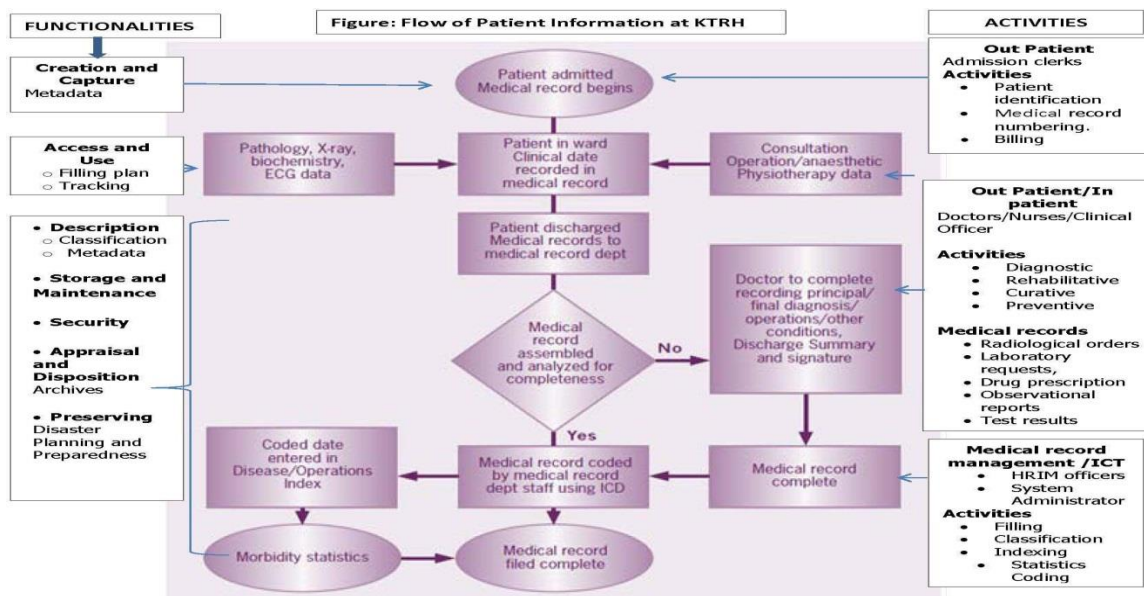 FUNCTIONALITIES
Creation and
Capture
Metadata
Access and
Use
○ Filling plan
○ Tracking
• Description
○ Classification
○ Metadata
• Storage and
Maintenance
• Security
• Appraisal
and
Disposition
Archives
• Preserving
Disaster
Planning and
Preparedness
Figure: Flow of Patient Information at KTRH
Patient admitted
Medical record begins
Pathology, X-ray,
biochemistry,
ECG data
Patient in ward
Clinical date
recorded in
medical record
Consultation
Operation/anaesthetic
Physiotherapy data
Patient discharged
Medical records to
medical record dept
Medical
record
assembled
and analyzed for
completeness
No
Doctor to complete
recording principal/
final diagnosis/
operations/other
conditions,
Discharge Summary
and signature
Yes
Coded date
entered in
Disease/Operations
Index
Medical record coded
by medical record
dept staff using ICD
Medical record
complete
Morbidity statistics
Medical record
filed complete
ACTIVITIES
Out Patient
Admission clerks
Activities
• Patient
identification
• Medical record
numbering.
• Billing
Out Patient/In
patient
Doctors/Nurses/Clinical
Officer
Activities
• Diagnostic
• Rehabilitative
• Curative
• Preventive
Medical records
• Radiological orders
• Laboratory
requests,
• Drug prescription
• Observational
reports
• Test results
Medical record
management /ICT
• HRIM officers
• System
Administrator
Activities
• Filling
• Classification
• Indexing
• Statistics
Coding